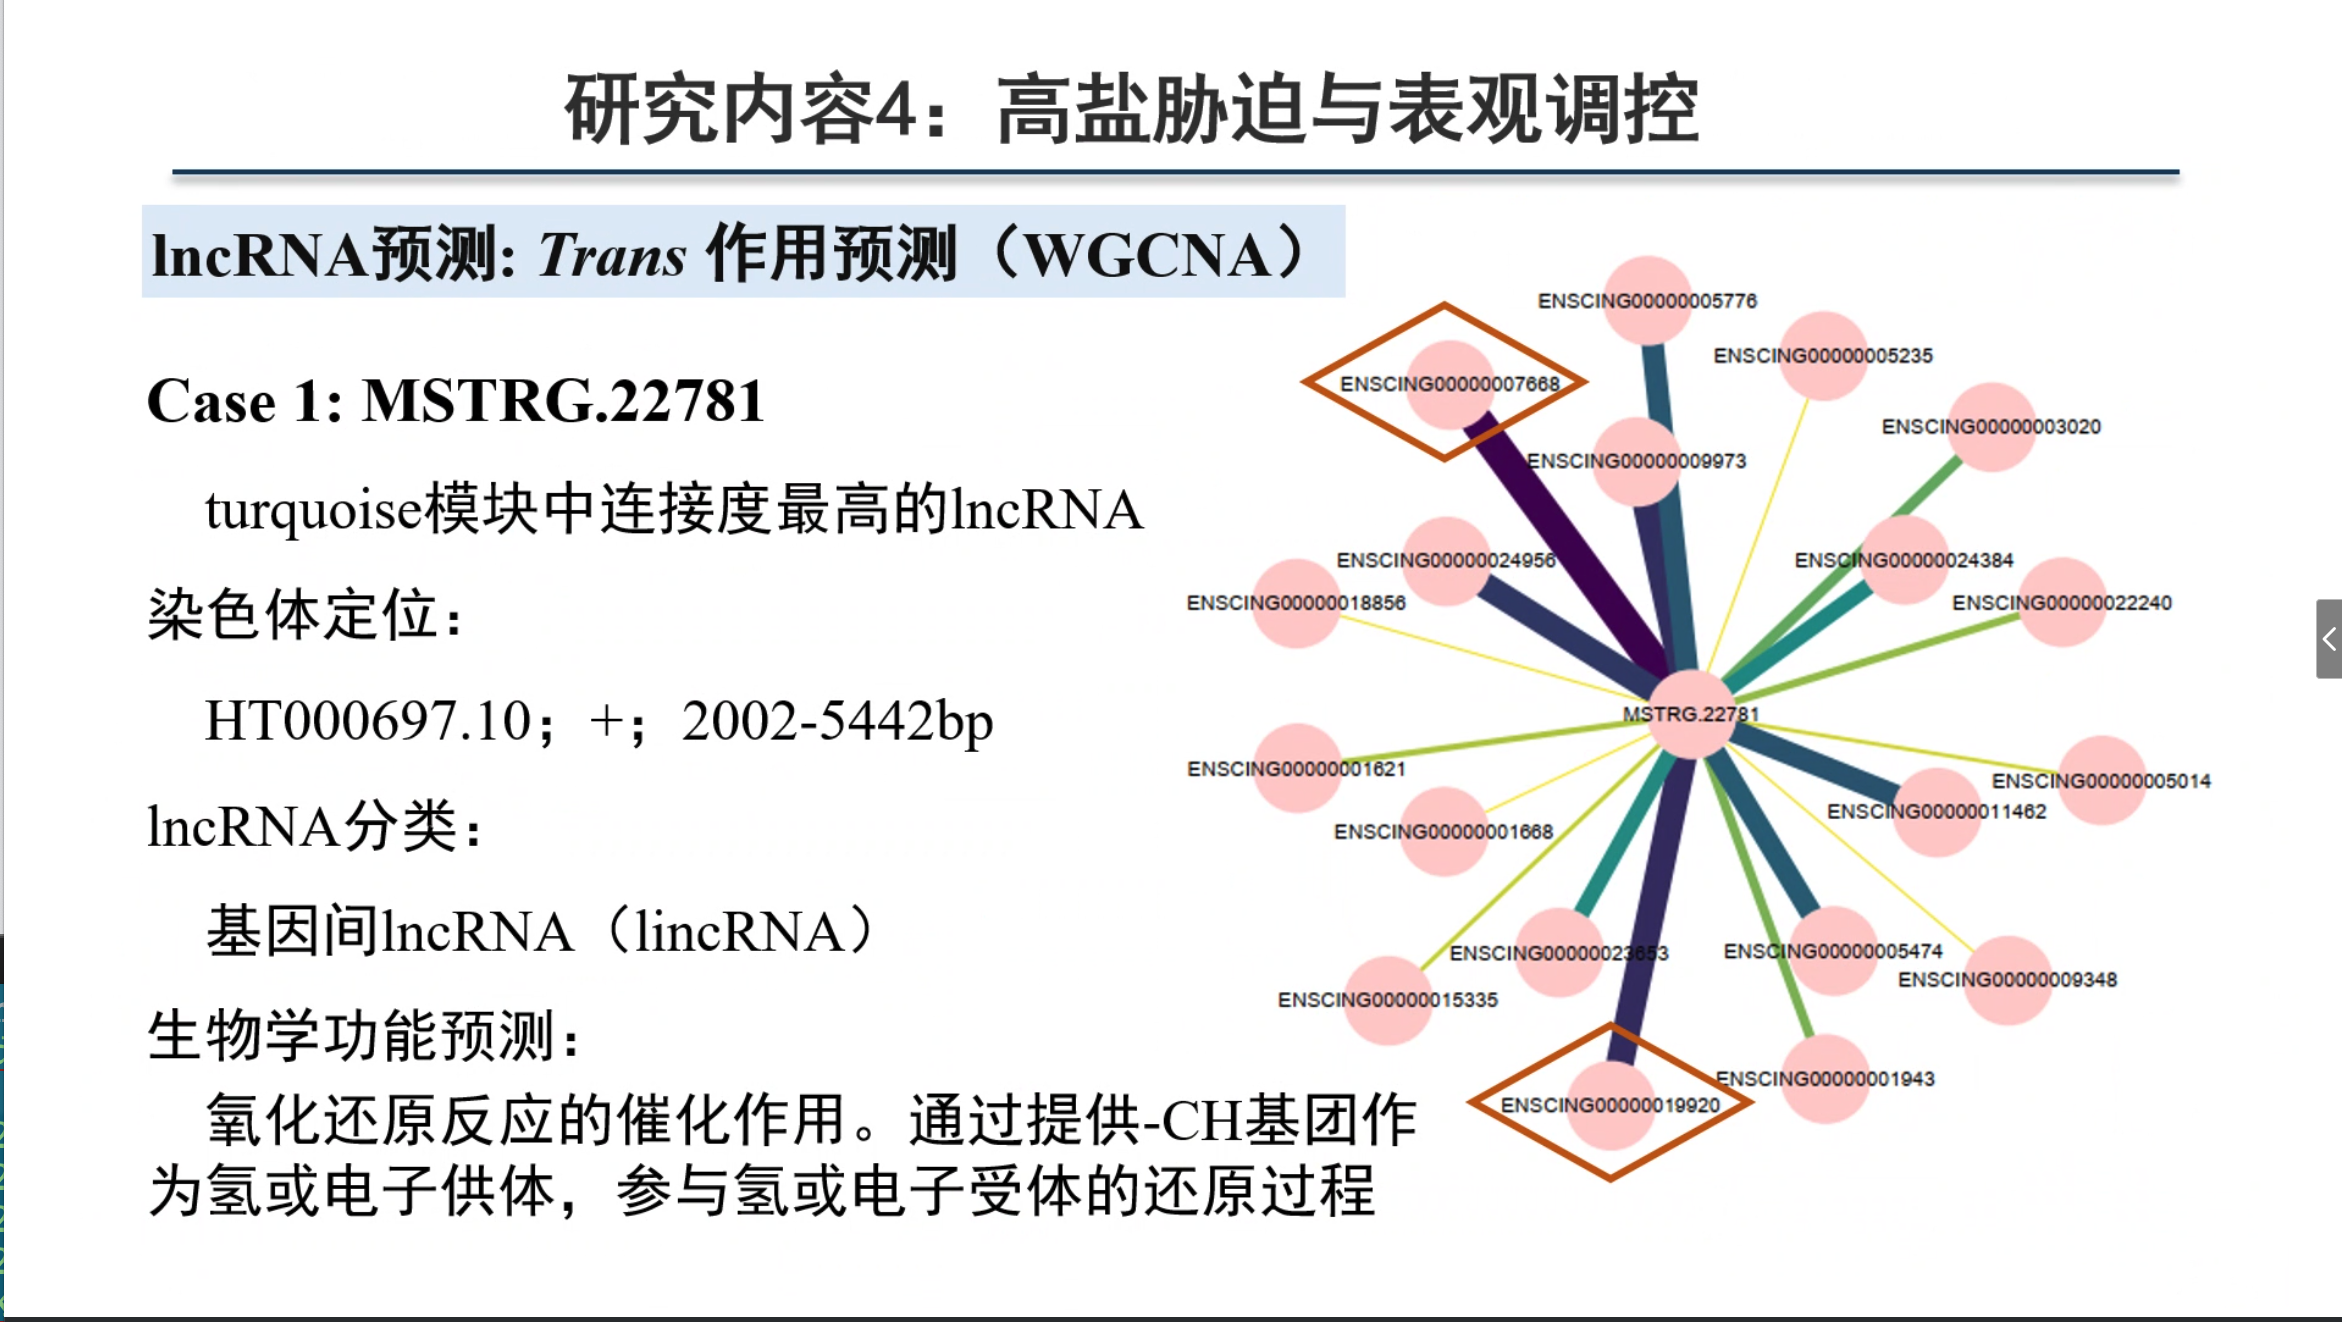 研究内容4：高盐胁迫与表观调控
lncRNA预测: Trans 作用预测（WGCNA）
Case 1: MSTRG.22781
turquoise模块中连接度最高的lncRNA
染色体定位：
HT000697.10；+；2002-5442bp
lncRNA分类：
基因间lncRNA（lincRNA）
生物学功能预测：
氧化还原反应的催化作用。通过提供-CH基团作
为氢或电子供体，参与氢或电子受体的还原过程
ENSCING00000005776
ENSCING00000005235
ENSCING00000007668
ENSCING00000003020
ENSCING00000009973
ENSCING00000024956
ENSCING00000024384
ENSCING00000018856
ENSCING00000022240
MSTRG.22781
ENSCING00000001621
ENSCING00000005014
ENSCING00000011462
ENSCING00000001668
ENSCING00000023653
ENSCING00000005474
ENSCING00000009348
ENSCING00000015335
ENSCING00000001943
ENSCING00000019920